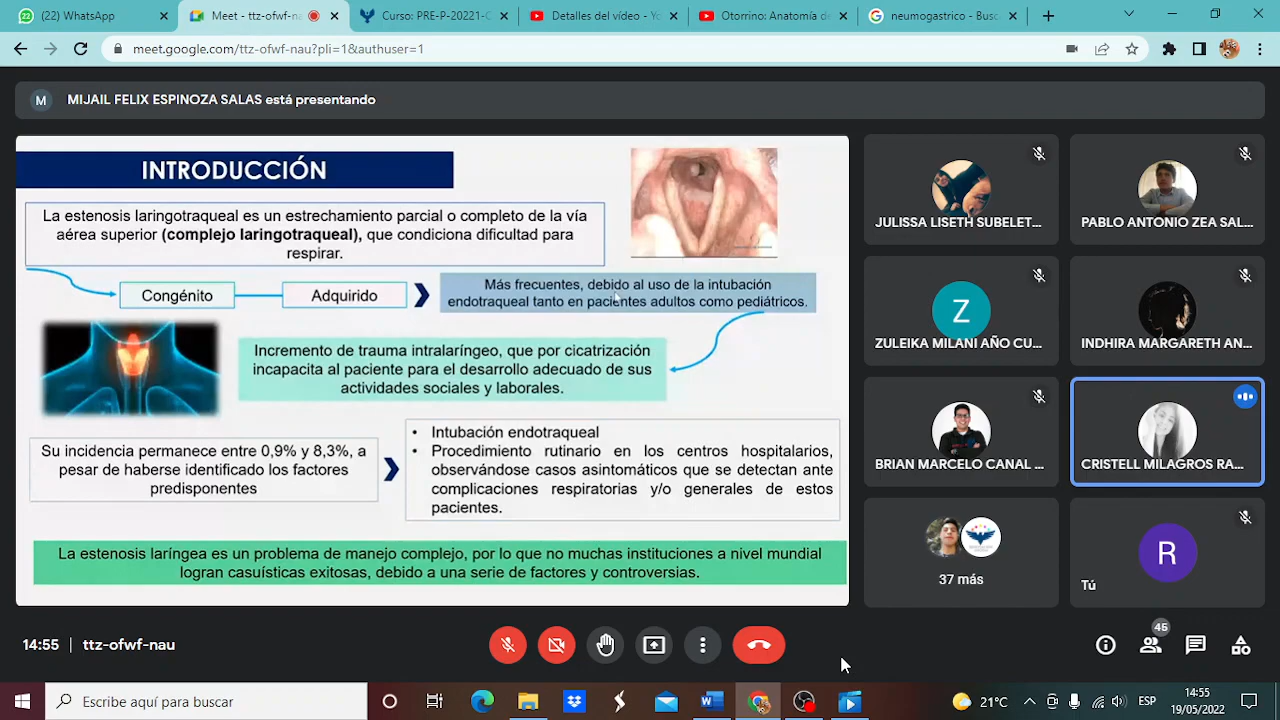 (22) WhatsApp
Meet - ttz-ofwf-na
Curso: PRE-P-20221-C
Detalles del vídeo - Yo
Otorrino: Anatomía de
neumogastrico - Bus
meet.google.com/ttz-ofwf-nau?pli=1&authuser=1
M
MIJAIL FELIX ESPINOZA SALAS está presentando
INTRODUCCIÓN
La estenosis laringotraqueal es un estrechamiento parcial o completo de la vía
aérea superior (complejo laringotraqueal), que condiciona dificultad para
respirar.
Congénito
Adquirido
Más frecuentes, debido al uso de la intubación
endotraqueal tanto en pacientes adultos como pediátricos.
Incremento de trauma intralaríngeo, que por cicatrización
incapacita al paciente para el desarrollo adecuado de sus
actividades sociales y laborales.
Su incidencia permanece entre 0,9% y 8,3%, a
pesar de haberse identificado los factores
predisponentes
• Intubación endotraqueal
• Procedimiento rutinario en los centros hospitalarios,
observándose casos asintomáticos que se detectan ante
complicaciones respiratorias y/o generales de estos
pacientes.
La estenosis laríngea es un problema de manejo complejo, por lo que no muchas instituciones a nivel mundial
logran casuísticas exitosas, debido a una serie de factores y controversias.
JULISSA LISETH SUBELET...
PABLO ANTONIO ZEA SAL...
Z
ZULEIKA MILANI AÑO CU...
INDHIRA MARGARETH AN...
BRIAN MARCELO CANAL ...
CRISTELL MILAGROS RA...
37 más
R
Tú
14:55 | ttz-ofwf-nau
45
Escribe aquí para buscar
21°C
ESP
14:55
19/05/2022